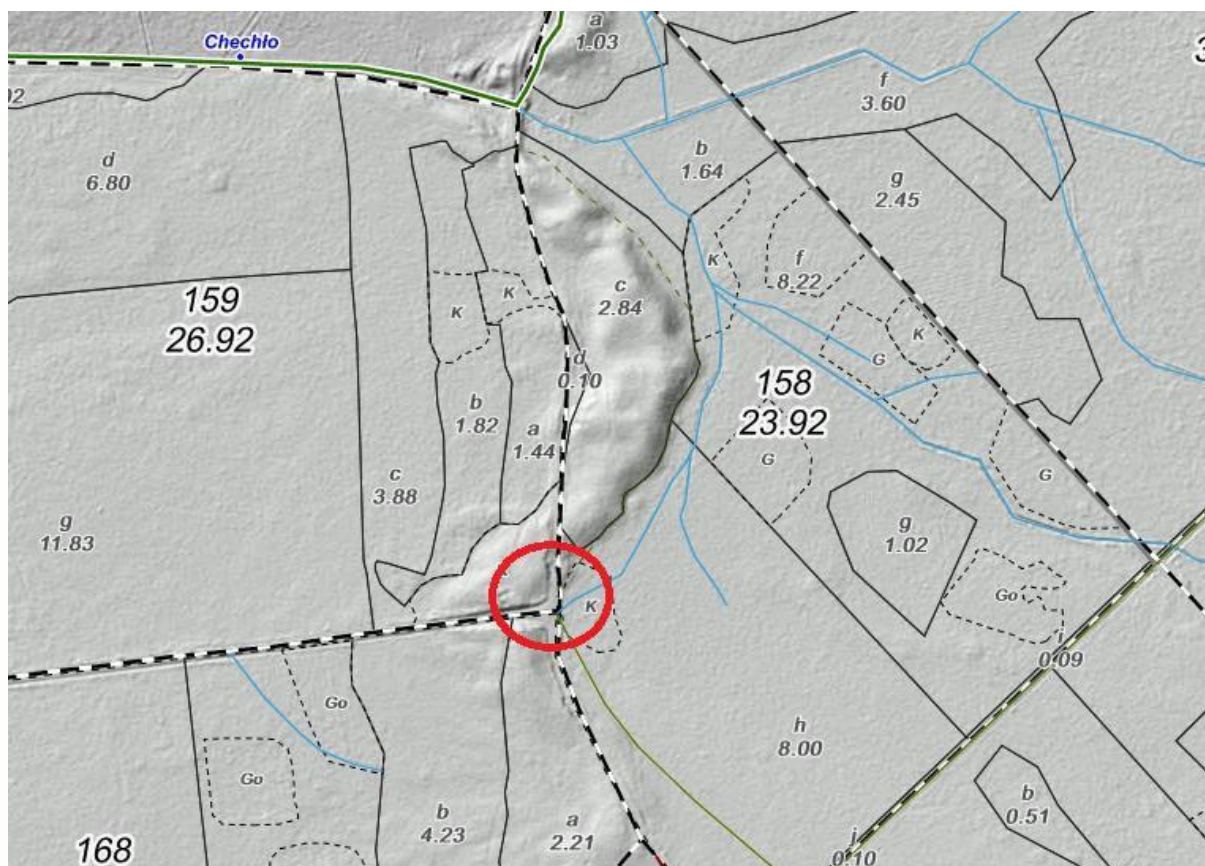 a
1.03
Chechło
3
02
f
3.60
d
6.80
b
1.64
g
2.45
K
f
8.22
c
2.84
159
26.92
K
K
K
G
d
0.10
158
23.92
b
1.82
a
1.44
G
G
c
3.88
g
11.83
g
1.02
K
Go
i
0.09
Go
h
8.00
Go
b
0.51
b
4.23
a
2.21
j
0.10
168